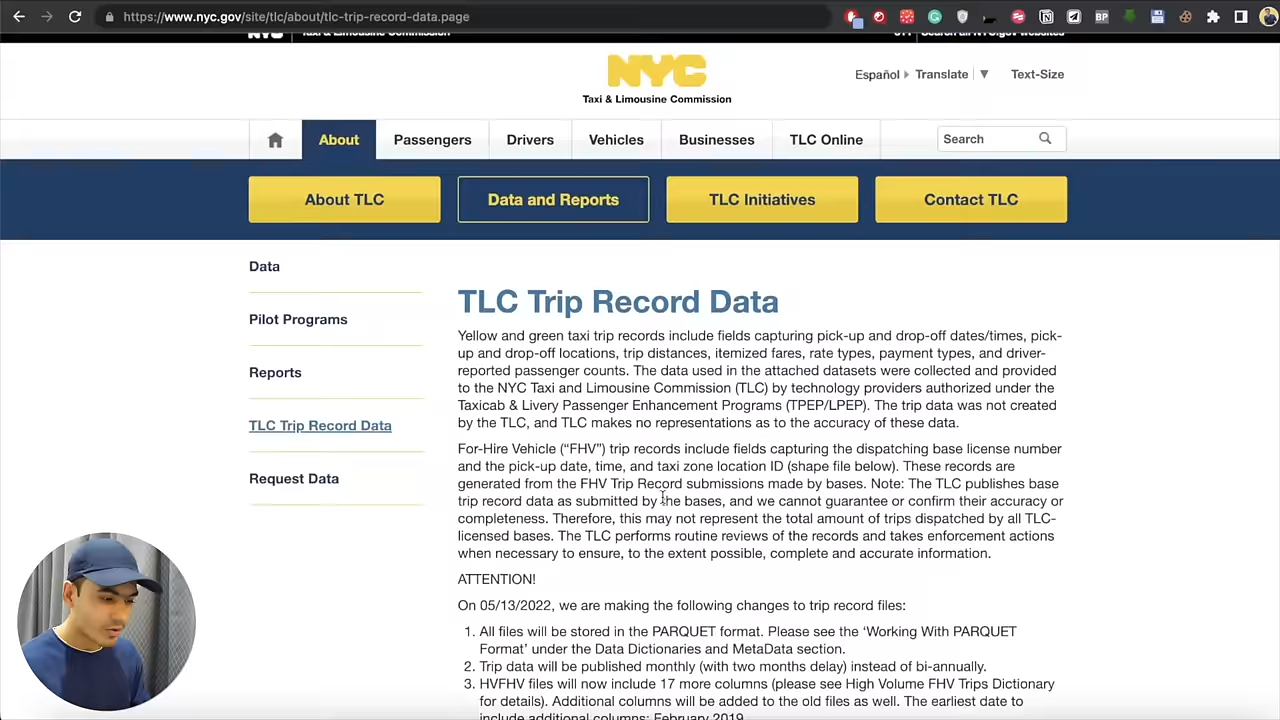 https://www.nyc.gov/site/tlc/about/tlc-trip-record-data.page
BP
NYC Taxi & Limousine Commission 311 Search all NYC.gov websites
NYC
Taxi & Limousine Commission
Español Translate ▼ Text-Size
About Passengers Drivers Vehicles Businesses TLC Online Search
About TLC Data and Reports TLC Initiatives Contact TLC
Data
Pilot Programs
Reports
TLC Trip Record Data
Request Data
TLC Trip Record Data
Yellow and green taxi trip records include fields capturing pick-up and drop-off dates/times, pick-
up and drop-off locations, trip distances, itemized fares, rate types, payment types, and driver-
reported passenger counts. The data used in the attached datasets were collected and provided
to the NYC Taxi and Limousine Commission (TLC) by technology providers authorized under the
Taxicab & Livery Passenger Enhancement Programs (TPEP/LPEP). The trip data was not created
by the TLC, and TLC makes no representations as to the accuracy of these data.
For-Hire Vehicle (“FHV”) trip records include fields capturing the dispatching base license number
and the pick-up date, time, and taxi zone location ID (shape file below). These records are
generated from the FHV Trip Record submissions made by bases. Note: The TLC publishes base
trip record data as submitted by the bases, and we cannot guarantee or confirm their accuracy or
completeness. Therefore, this may not represent the total amount of trips dispatched by all TLC-
licensed bases. The TLC performs routine reviews of the records and takes enforcement actions
when necessary to ensure, to the extent possible, complete and accurate information.
ATTENTION!
On 05/13/2022, we are making the following changes to trip record files:
1. All files will be stored in the PARQUET format. Please see the ‘Working With PARQUET
Format’ under the Data Dictionaries and MetaData section.
2. Trip data will be published monthly (with two months delay) instead of bi-annually.
3. HVFHV files will now include 17 more columns (please see High Volume FHV Trips Dictionary
for details). Additional columns will be added to the old files as well. The earliest date to
include additional columns: February 2019.